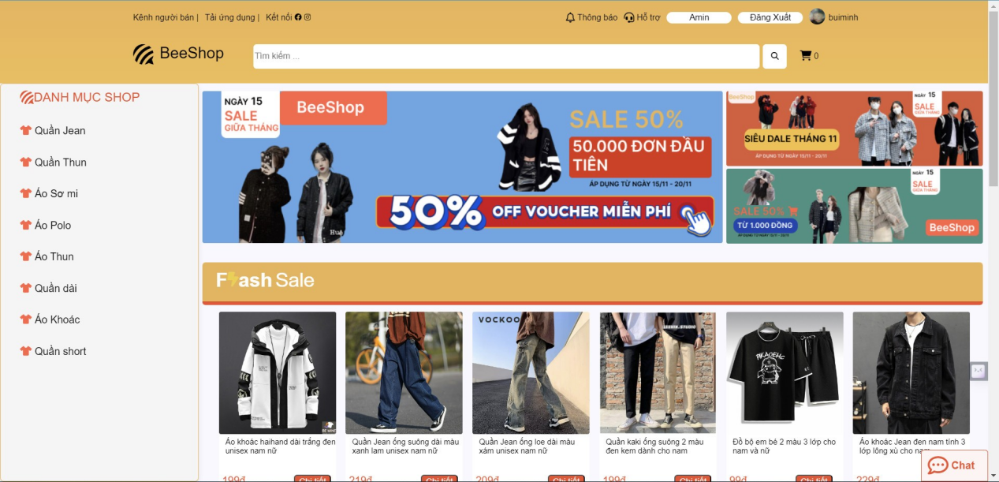 Kênh người bán | Tải ứng dụng | Kết nối
Thông báo Hỗ trợ Amin Đăng Xuất buiminh
BeeShop
Tìm kiếm ...
0
DANH MỤC SHOP
Quần Jean
Quần Thun
Áo Sơ mi
Áo Polo
Áo Thun
Quần dài
Áo Khoác
Quần short
NGÀY 15
SALE
GIỮA THÁNG
BeeShop
SALE 50%
50.000 ĐƠN ĐẦU
TIÊN
ÁP DỤNG TỪ NGÀY 15/11 - 20/11
50% OFF VOUCHER MIỄN PHÍ
Huệ
BeeShop
NGÀY 15
SALE
GIỮA THÁNG
SIÊU DALE THÁNG 11
ÁP DỤNG TỪ NGÀY 15/11 - 20/11
NGÀY 15
SALE
GIỮA THÁNG
SALE 50%
TỪ 1.000 ĐỒNG
ÁP DỤNG TỪ NGÀY 15/11 - 20/11
BeeShop
F ash Sale
VOCKOO
Áo khoác haihand dài trắng đen
unisex nam nữ
199đ
Chi tiết
Quần Jean ống suông dài màu
xanh lam unisex nam nữ
219đ
Chi tiết
Quần Jean ống loe dài màu
xám unisex nam nữ
209đ
Chi tiết
Quần kaki ống suông 2 màu
đen kem dành cho nam
199đ
Chi tiết
Đồ bộ em bé 2 màu 3 lớp cho
nam và nữ
99đ
Chi tiết
Áo khoác Jean đen nam tính 3
lớp lông xù cho
229đ
Chat